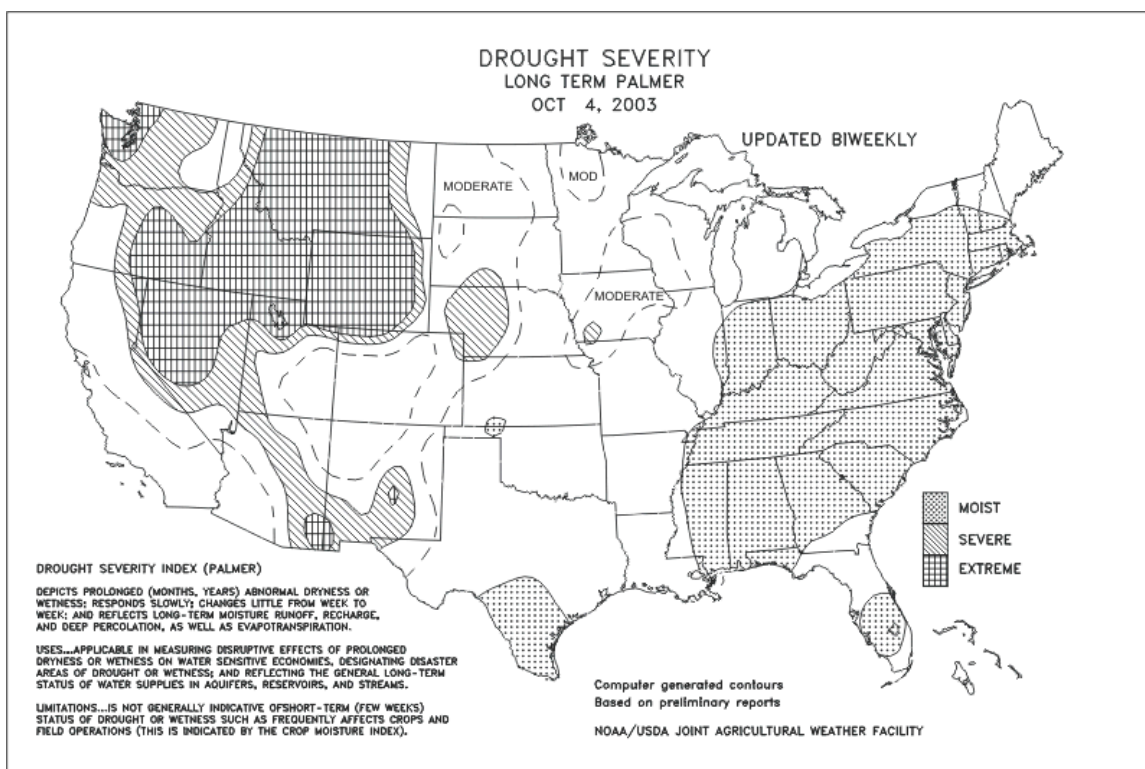 DROUGHT SEVERITY
LONG TERM PALMER
OCT 4, 2003
UPDATED BIWEEKLY
MODERATE
MOD
MODERATE
MOIST
SEVERE
EXTREME
DROUGHT SEVERITY INDEX (PALMER)
DEPICTS PROLONGED (MONTHS, YEARS) ABNORMAL DRYNESS OR
WETNESS; RESPONDS SLOWLY; CHANGES LITTLE FROM WEEK TO
WEEK; AND REFLECTS LONG-TERM MOISTURE RUNOFF, RECHARGE,
AND DEEP PERCOLATION, AS WELL AS EVAPOTRANSPIRATION.
USES...APPLICABLE IN MEASURING DISRUPTIVE EFFECTS OF PROLONGED
DRYNESS OR WETNESS ON WATER SENSITIVE ECONOMIES, DESIGNATING DISASTER
AREAS OF DROUGHT OR WETNESS; AND REFLECTING THE GENERAL LONG-TERM
STATUS OF WATER SUPPLIES IN AQUIFERS, RESERVOIRS, AND STREAMS.
LIMITATIONS...IS NOT GENERALLY INDICATIVE OFSHORT-TERM (FEW WEEKS)
STATUS OF DROUGHT OR WETNESS SUCH AS FREQUENTLY AFFECTS CROPS AND
FIELD OPERATIONS (THIS IS INDICATED BY THE CROP MOISTURE INDEX).
Computer generated contours
Based on preliminary reports
NOAA/USDA JOINT AGRICULTURAL WEATHER FACILITY